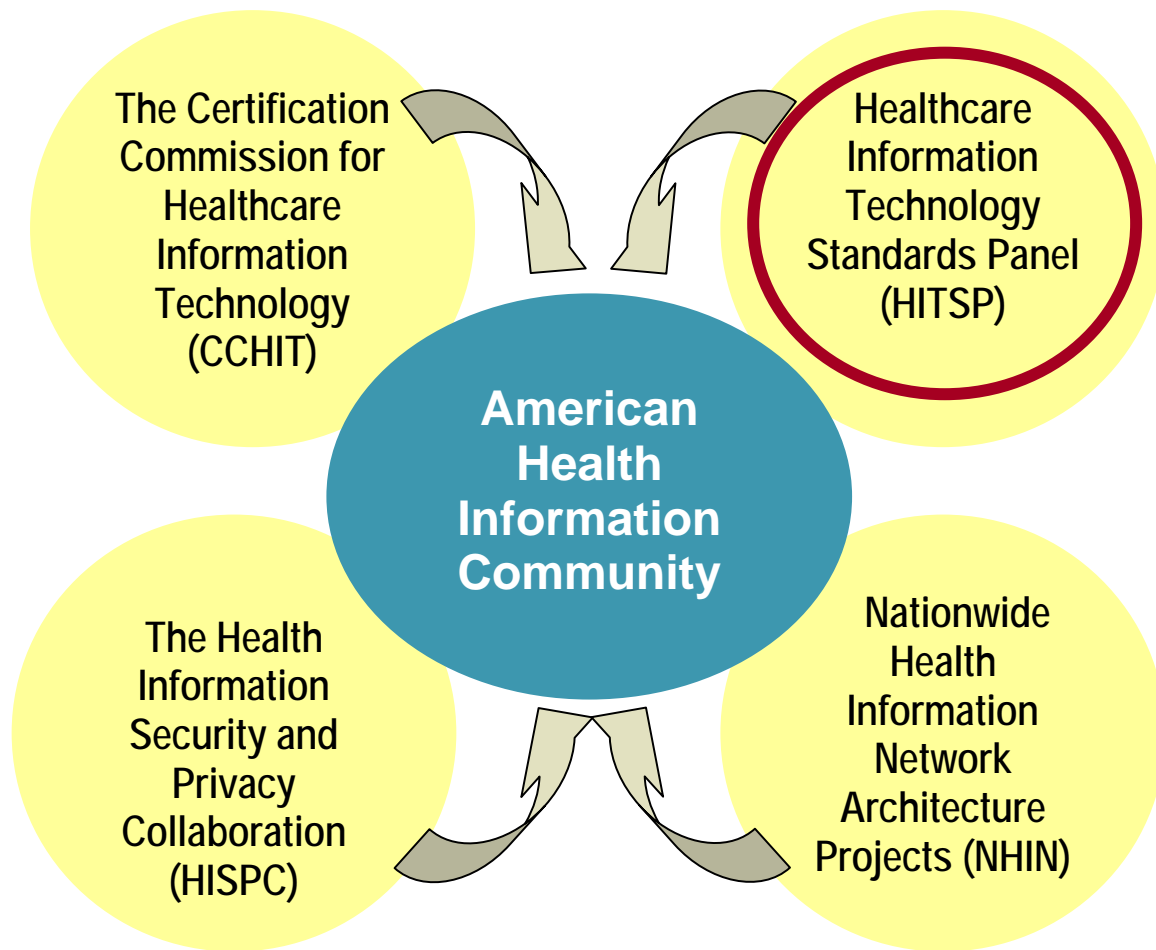 The Certification
Commission for
Healthcare
Information
Technology
(CCHIT)
Healthcare
Information
Technology
Standards Panel
(HITSP)
American
Health
Information
Community
The Health
Information
Security and
Privacy
Collaboration
(HISPC)
Nationwide
Health
Information
Network
Architecture
Projects (NHIN)